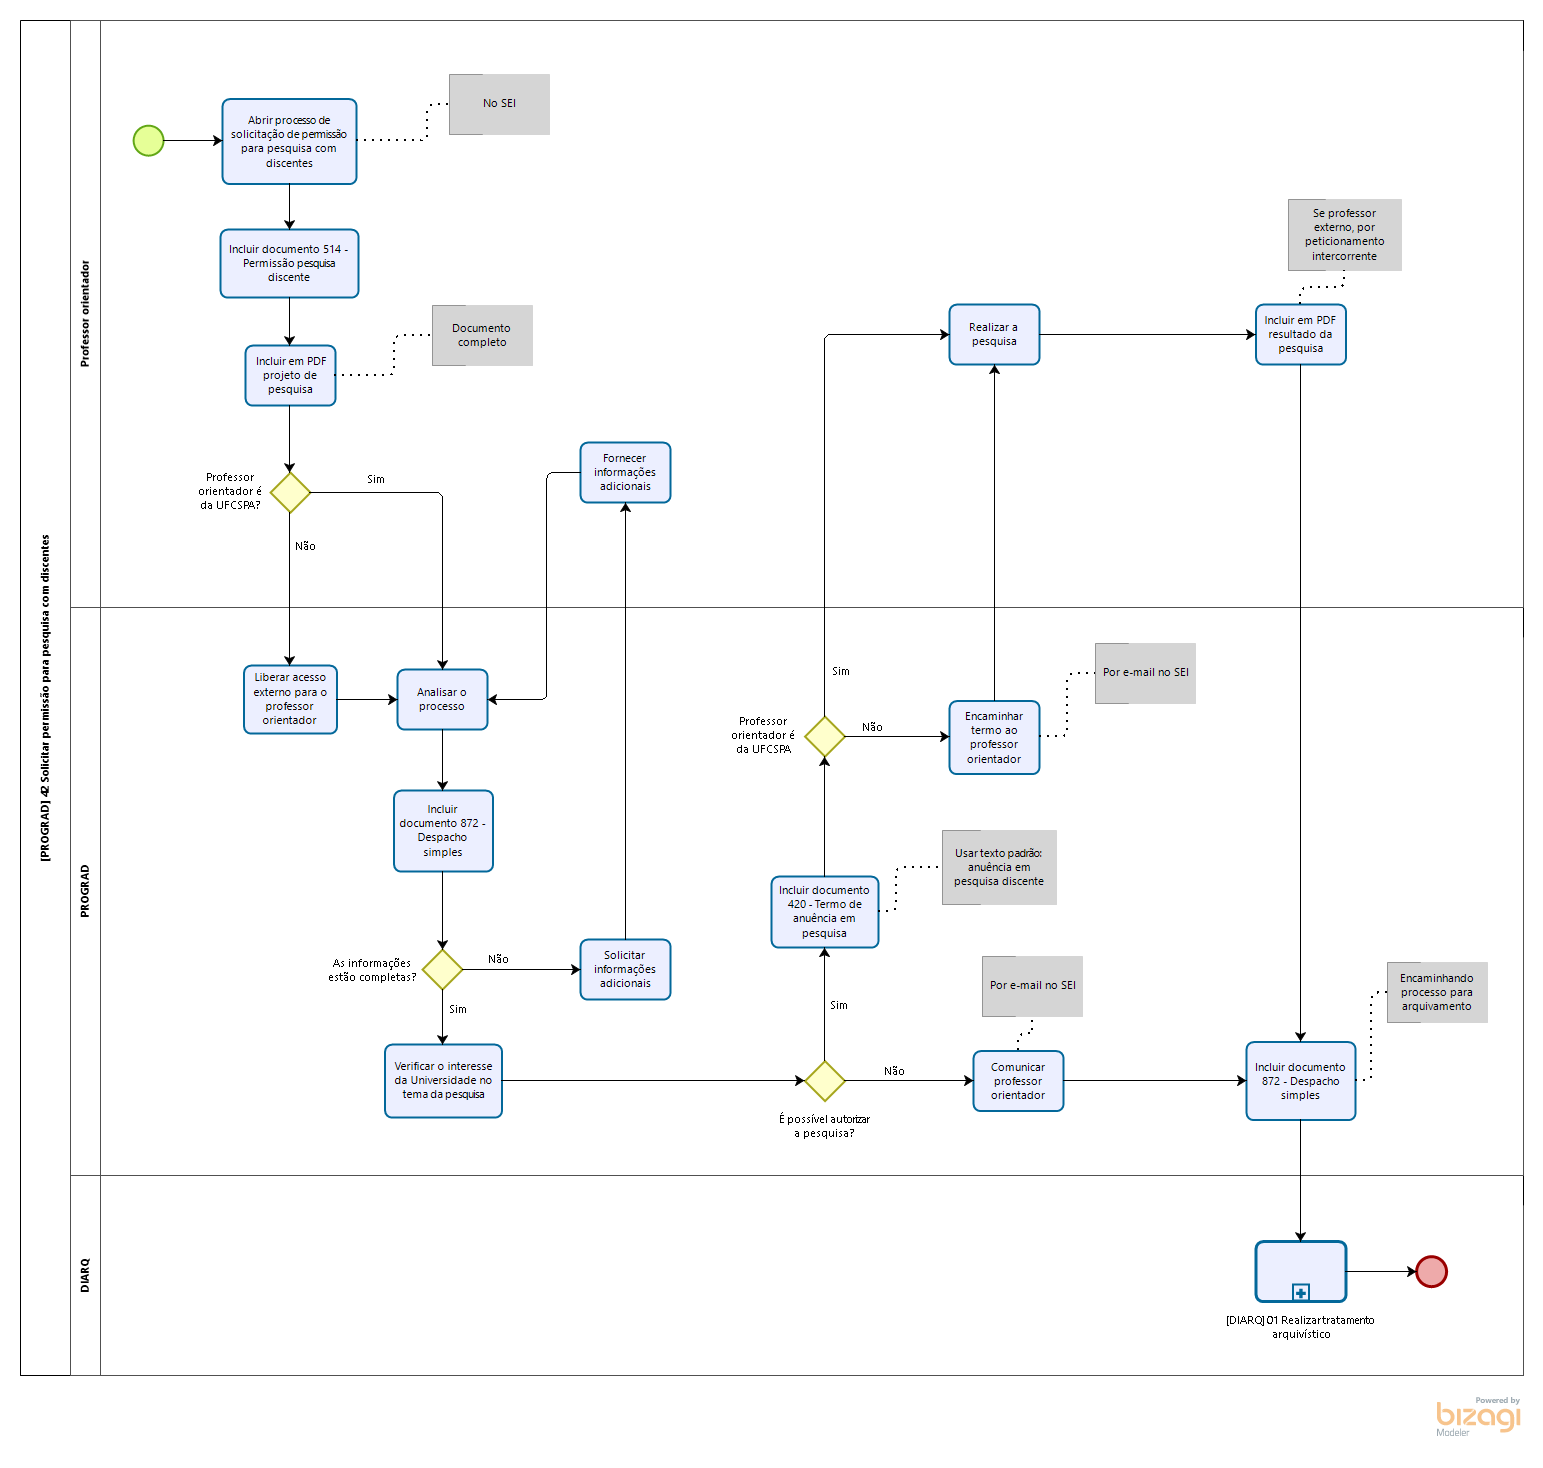 [PROGRAD] 42 Solicitar permissão para pesquisa com discentes
Professor orientador
No SEI
Abrir processo de
solicitação de permissão
para pesquisa com
discentes
Incluir documento 514 -
Permissão pesquisa
discente
Documento
completo
Incluir em PDF
projeto de
pesquisa
Professor
orientador é
da UFCSPA?
Sim
Não
Fornecer
informações
adicionais
Realizar a
pesquisa
Se professor
externo, por
peticionamento
intercorrente
Incluir em PDF
resultado da
pesquisa
PROGRAD
Liberar acesso
externo para o
professor
orientador
Analisar o
processo
Incluir
documento 872 -
Despacho
simples
As informações
estão completas?
Não
Sim
Solicitar
informações
adicionais
Verificar o interesse
da Universidade no
tema da pesquisa
Sim
Professor
orientador é
da UFCSPA
Não
Encaminhar
termo ao
professor
orientador
Por e-mail no SEI
Incluir documento
420 - Termo de
anuência em
pesquisa
Usar texto padrão:
anuência em
pesquisa discente
Sim
É possível autorizar
a pesquisa?
Não
Por e-mail no SEI
Comunicar
professor
orientador
Encaminhando
processo para
arquivamento
Incluir documento
872 - Despacho
simples
DIARQ
[DIARQ] 01 Realizar tratamento
arquivístico
Powered by
bizagi
Modeler